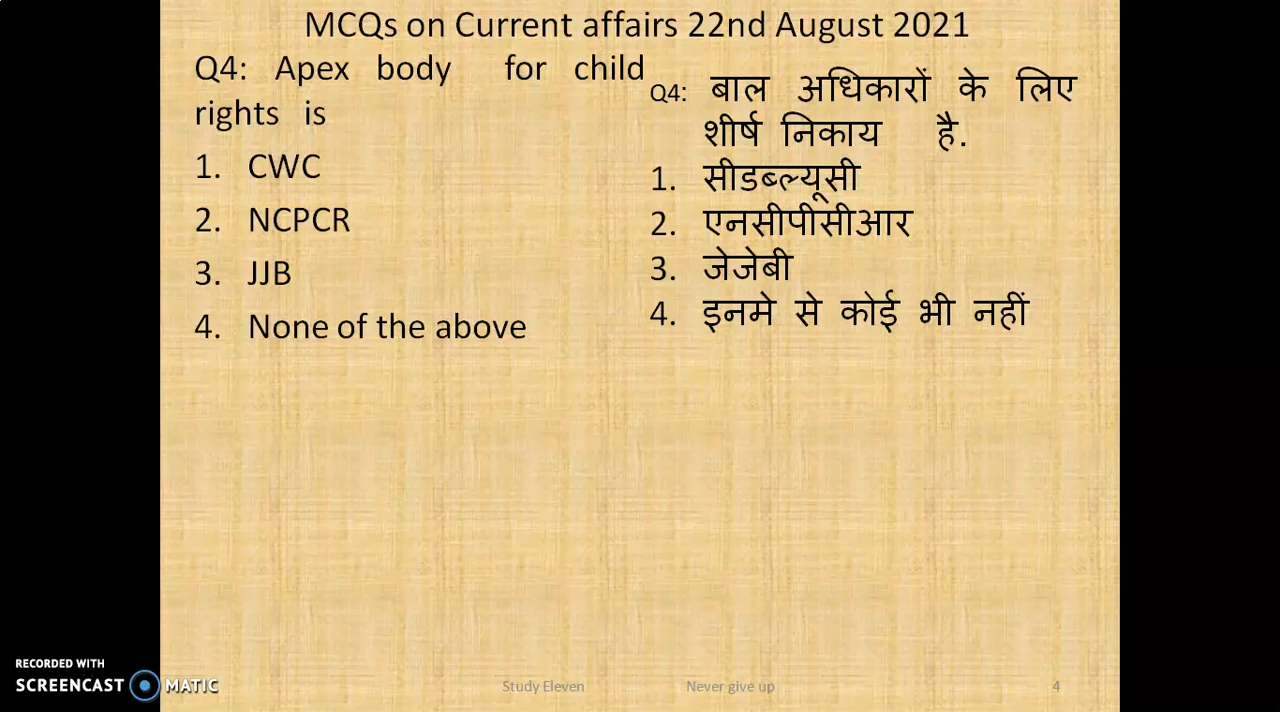 MCQs on Current affairs 22nd August 2021
Q4: Apex body for child
rights is
1. CWC
2. NCPCR
3. JJB
4. None of the above
Q4: बाल अधिकारों के लिए
शीर्ष निकाय है.
1. सीडब्ल्यूसी
2. एनसीपीसीआर
3. जेजेबी
4. इनमे से कोई भी नहीं
RECORDED WITH
SCREENCAST MATIC
Study Eleven Never give up 4